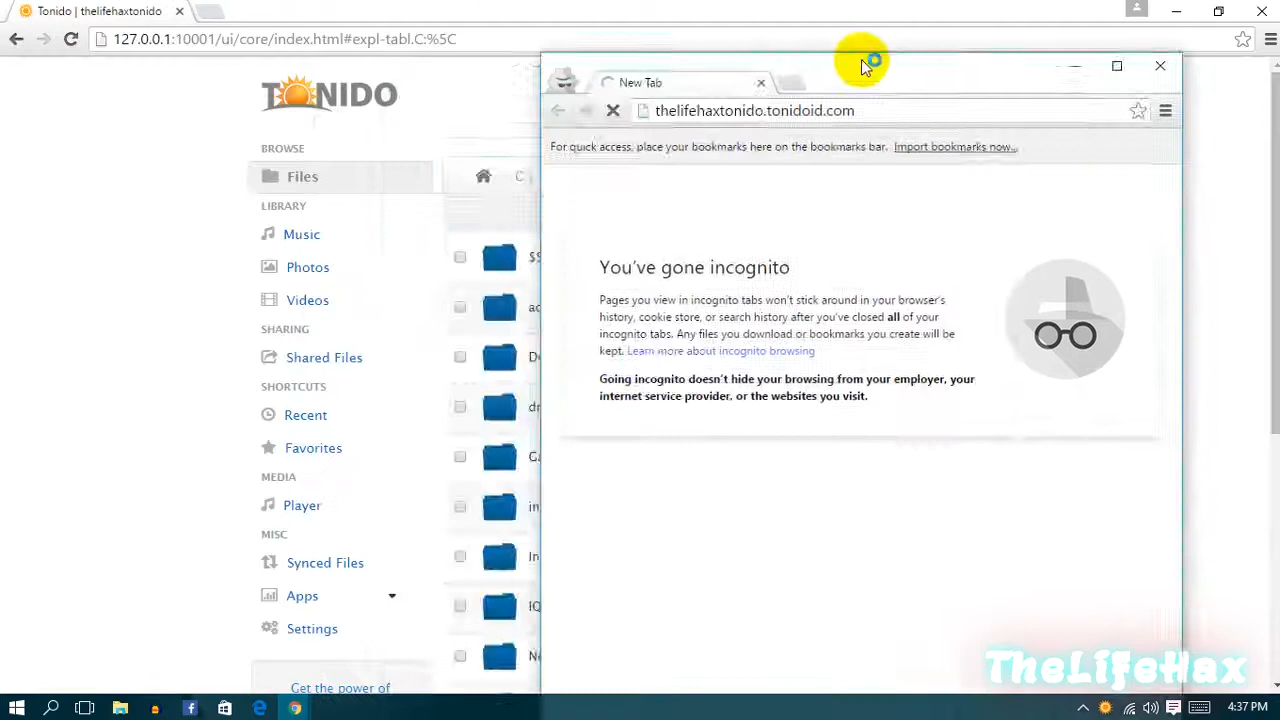 Tonido | thelifehaxtonido
127.0.0.1:10001/ui/core/index.html#expl-tabl.C:%5C
TONIDO
BROWSE
Files
LIBRARY
Music
Photos
Videos
SHARING
Shared Files
SHORTCUTS
Recent
Favorites
MEDIA
Player
MISC
Synced Files
Apps
Settings
Get the power of
New Tab
thelifehaxtonido.tonidoid.com
For quick access, place your bookmarks here on the bookmarks bar. Import bookmarks now...
You've gone incognito
Pages you view in incognito tabs won't stick around in your browser's
history, cookie store, or search history after you've closed all of your
incognito tabs. Any files you download or bookmarks you create will be
kept. Learn more about incognito browsing
Going incognito doesn't hide your browsing from your employer, your
internet service provider, or the websites you visit.
TheLifeHax
4:37 PM